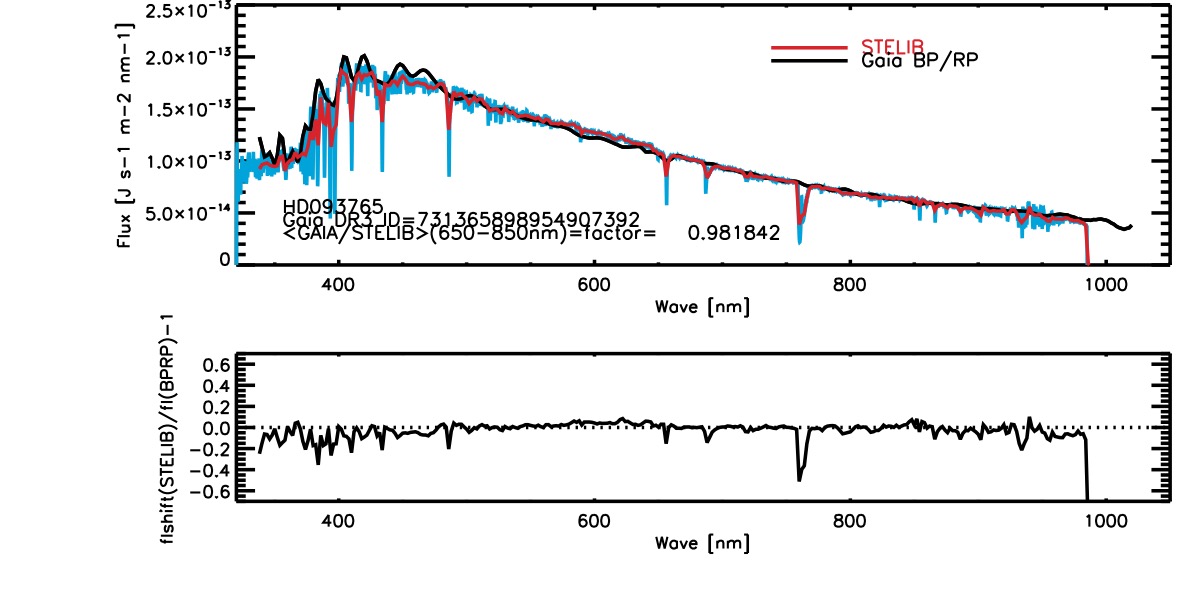 2.5×10−13
2.0×10−13
1.5×10−13
1.0×10−13
5.0×10−14
0
Flux [J s−1 m−2 nm−1]
STELIB
Gaia BP/RP
HD093765
Gaia DR3 ID=731365898954907392
<GAIA/STELIB>(650−850nm)=factor= 0.981842
400 600 800 1000
Wave [nm]
flshift(STELIB)/fl(BPRP)−1
0.6
0.4
0.2
0.0
−0.2
−0.4
−0.6
400 600 800 1000
Wave [nm]